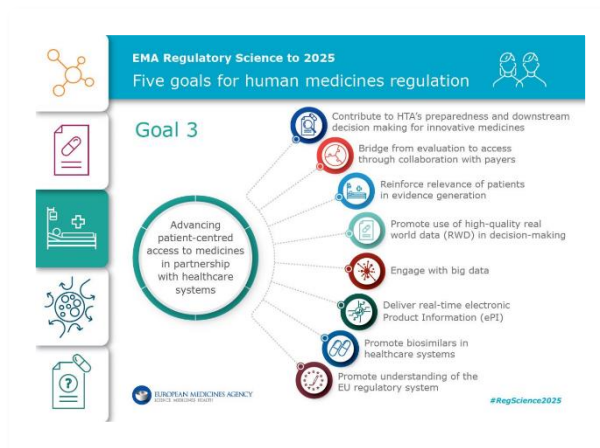 EMA Regulatory Science to 2025
Five goals for human medicines regulation
Goal 3
Advancing
patient-centred
access to medicines
in partnership
with healthcare
systems
Contribute to HTA's preparedness and downstream
decision making for innovative medicines
Bridge from evaluation to access
through collaboration with payers
Reinforce relevance of patients
in evidence generation
Promote use of high-quality real
world data (RWD) in decision-making
Engage with big data
Deliver real-time electronic
Product Information (ePI)
Promote biosimilars in
healthcare systems
Promote understanding of the
EU regulatory system
?
EUROPEAN MEDICINES AGENCY
SCIENCE MEDICINES HEALTH
#RegScience2025